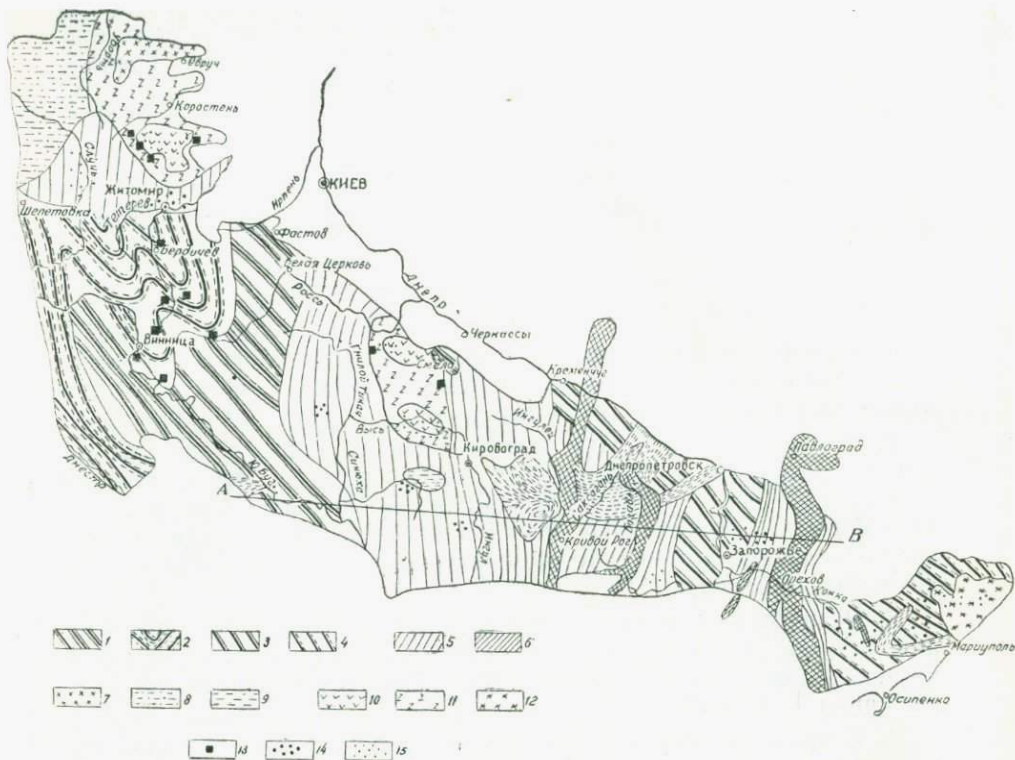 Овруч
Коростень
Случь
Житомир
Тетерев
Шепетовка
Ирпень
КИЕВ
Фастов
Бердичев
Белая Церковь
Рось
Днепр
Черкассы
Винница
Гнилой Тикич
Смела
Кременчуг
Ингулец
Высь
Кировоград
Днепропетровск
Павлоград
Днестр
Ю. Буг
Синюха
А
В
Кривой Рог
Запорожье
Орехов
Конка
Мариуполь
Осипенко
1 2 3 4 5 6
7 8 9 10 11 12
13 14 15